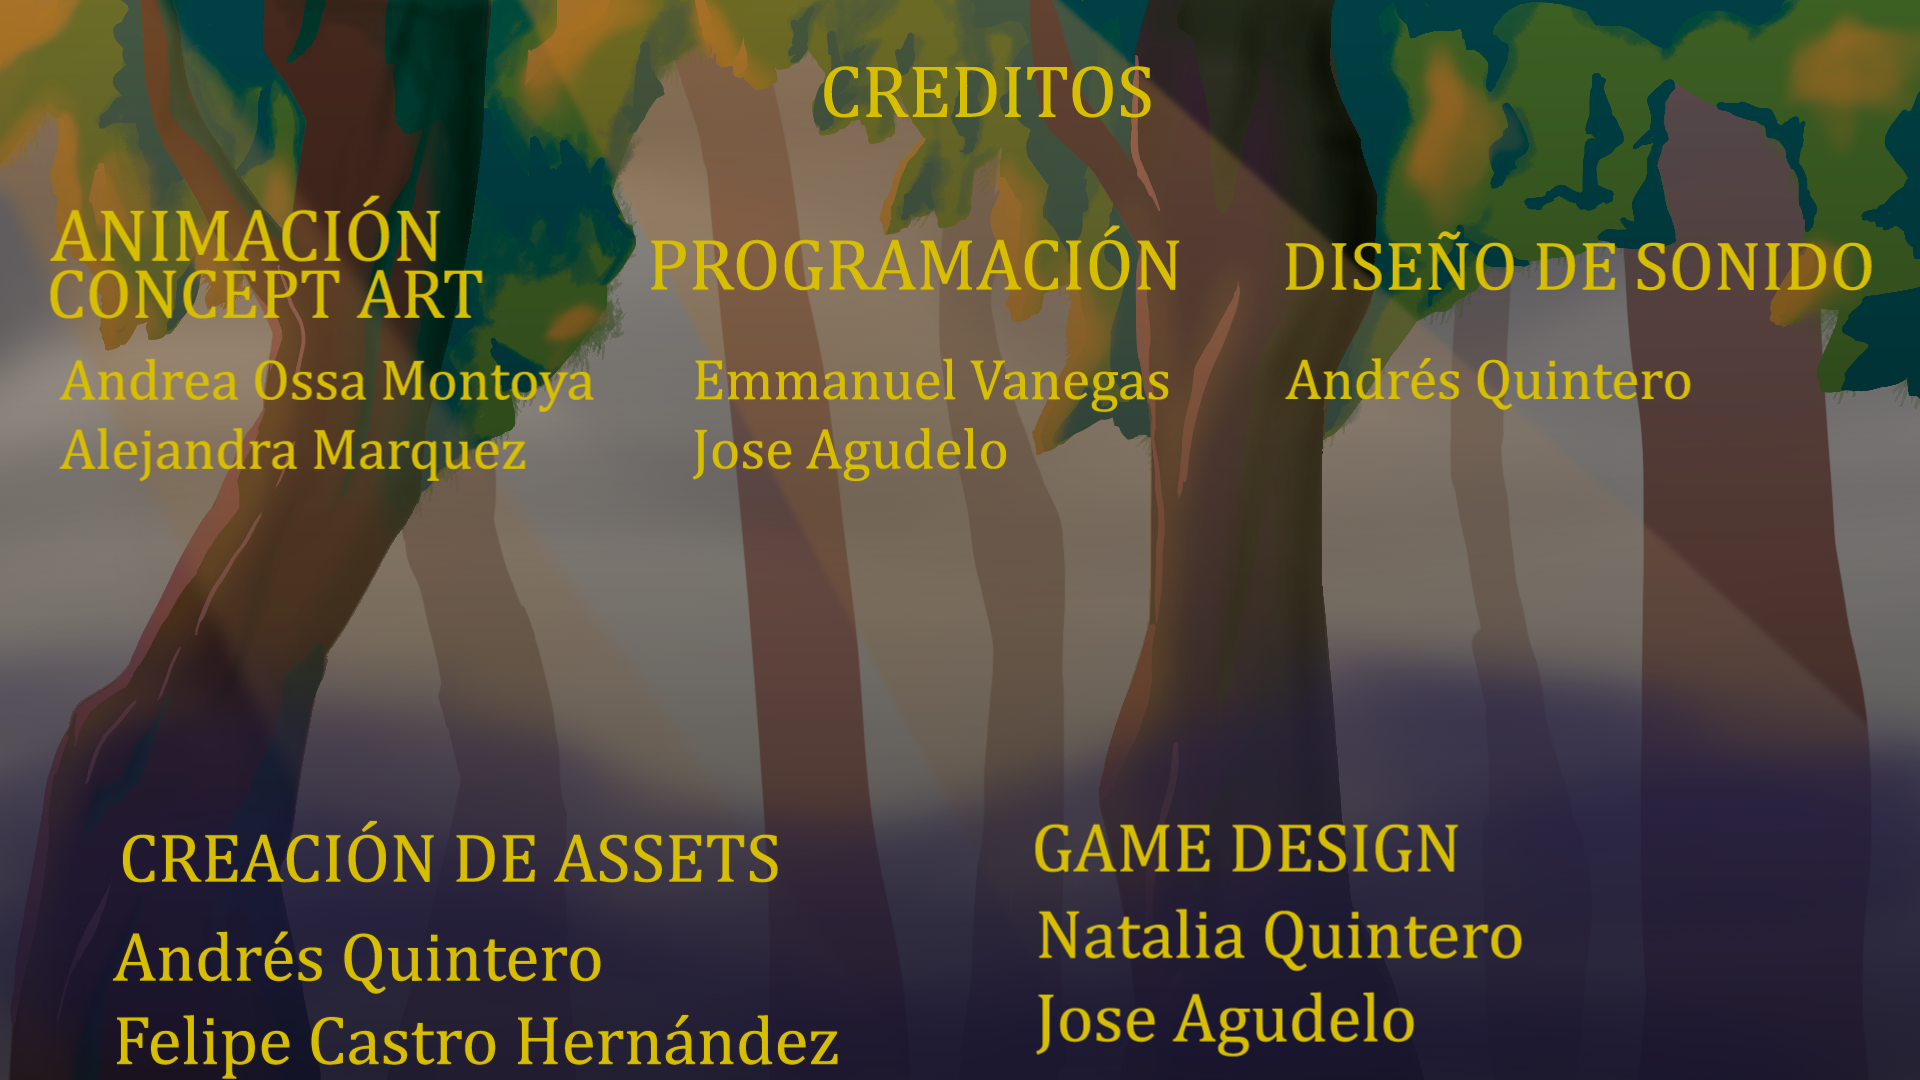 CREDITOS
ANIMACIÓN
CONCEPT ART
Andrea Ossa Montoya
Alejandra Marquez
PROGRAMACIÓN
Emmanuel Vanegas
Jose Agudelo
DISEÑO DE SONIDO
Andrés Quintero
CREACIÓN DE ASSETS
Andrés Quintero
Felipe Castro Hernández
GAME DESIGN
Natalia Quintero
Jose Agudelo